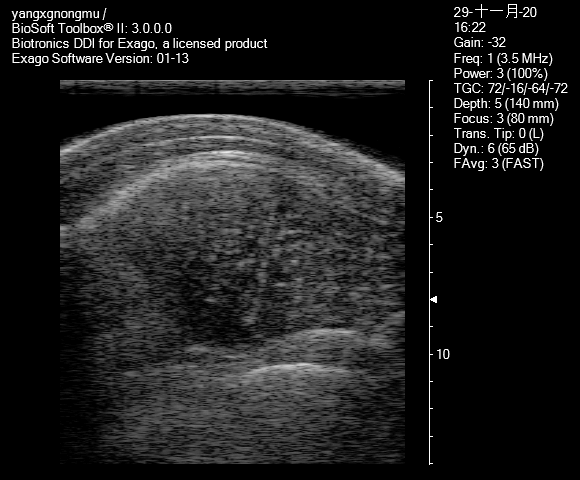 yangxgnongmu /
BioSoft Toolbox® II: 3.0.0.0
Biotronics DDI for Exago, a licensed product
Exago Software Version: 01-13
29-十一月-20
16:22
Gain: -32
Freq: 1 (3.5 MHz)
Power: 3 (100%)
TGC: 72/-16/-64/-72
Depth: 5 (140 mm)
Focus: 3 (80 mm)
Trans. Tip: 0 (L)
Dyn.: 6 (65 dB)
FAvg: 3 (FAST)
5
10